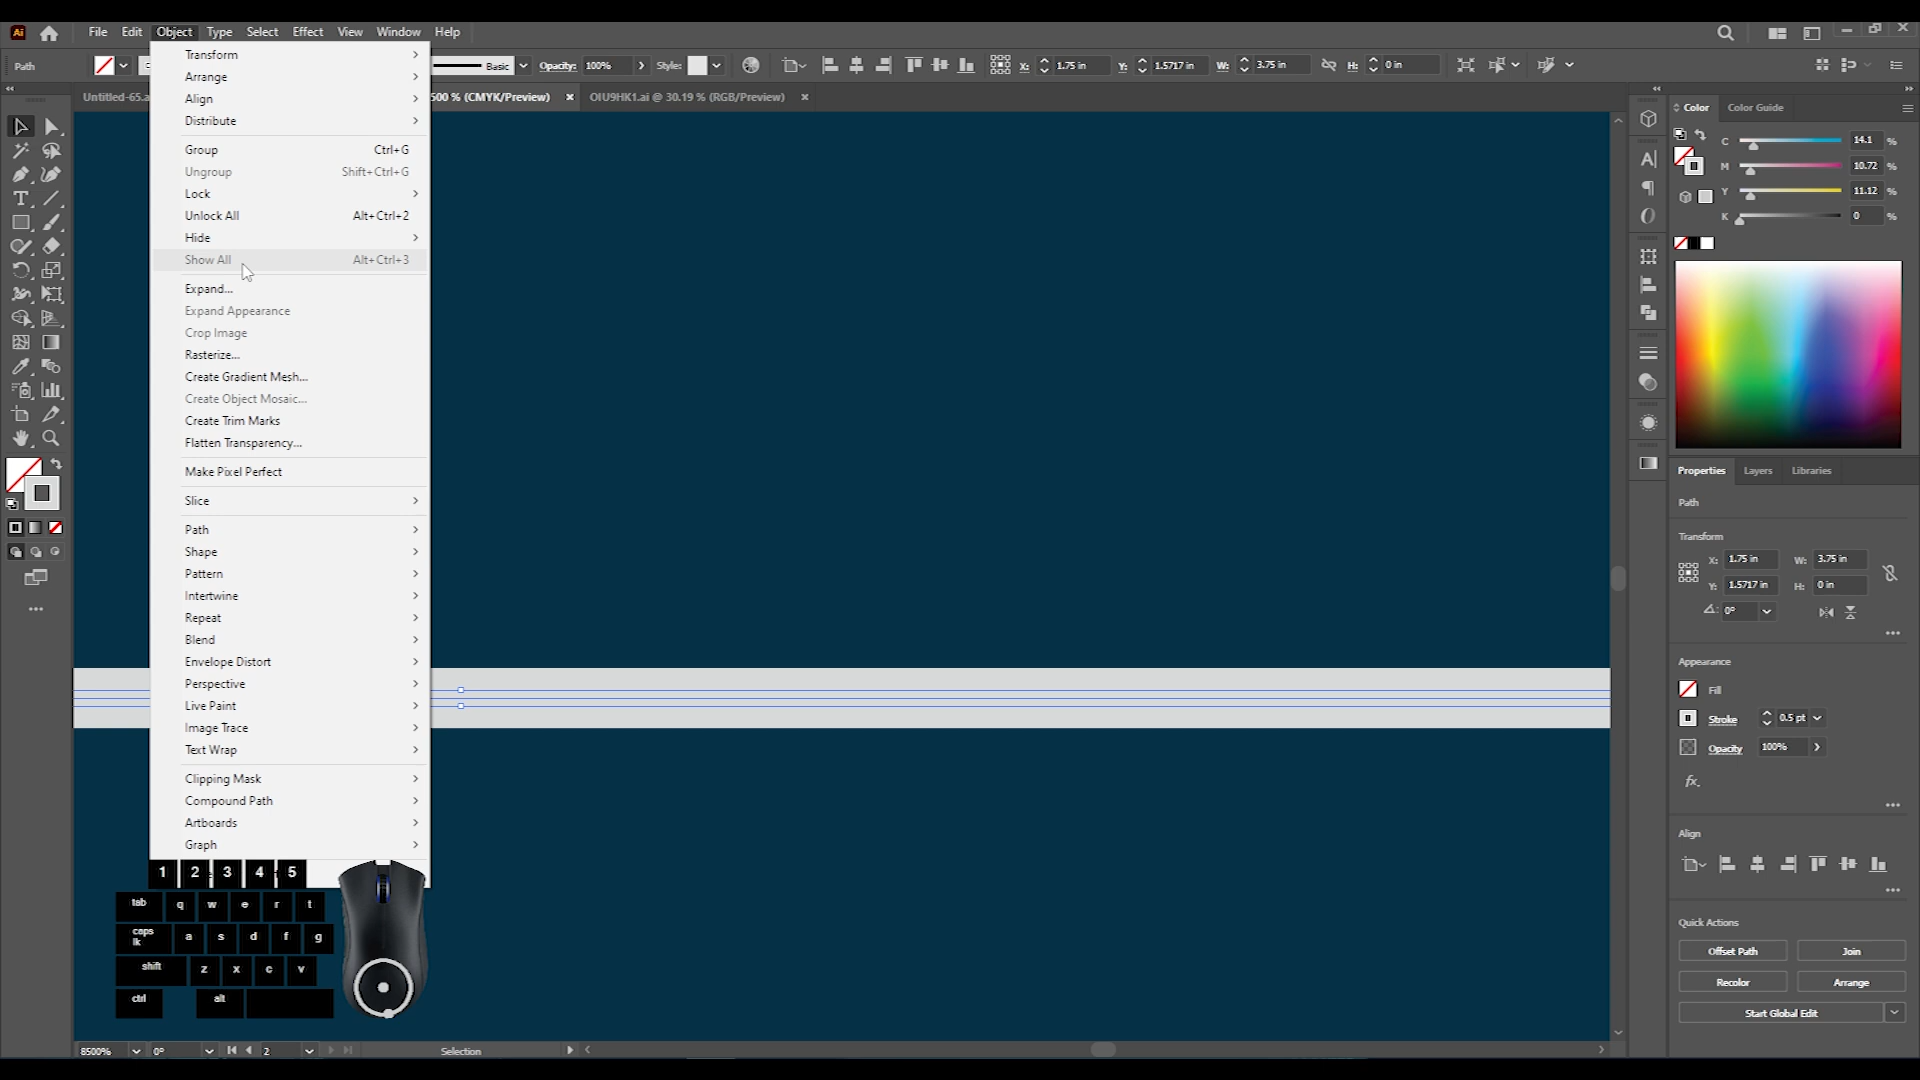 Ai File Edit Object Type Select Effect View Window Help
Path Basic Opacity: 100% Style: X: 1.75 in Y: 1.5717 in W: 3.75 in H: 0 in
Untitled-65.a 500 % (CMYK/Preview) × OIU9HK1.ai @ 30.19 % (RGB/Preview) ×
Transform
Arrange
Align
Distribute
Group Ctrl+G
Ungroup Shift+Ctrl+G
Lock
Unlock All Alt+Ctrl+2
Hide
Show All Alt+Ctrl+3
Expand...
Expand Appearance
Crop Image
Rasterize...
Create Gradient Mesh...
Create Object Mosaic...
Create Trim Marks
Flatten Transparency...
Make Pixel Perfect
Slice
Path
Shape
Pattern
Intertwine
Repeat
Blend
Envelope Distort
Perspective
Live Paint
Image Trace
Text Wrap
Clipping Mask
Compound Path
Artboards
Graph
1 2 3 4 5
tab q w e r t
caps lk a s d f g
shift z x c v
ctrl alt
8500% 0° 2 Selection
Color Color Guide
C 14.1 %
M 10.72 %
Y 11.12 %
K 0 %
Properties Layers Libraries
Path
Transform
X: 1.75 in W: 3.75 in
Y: 1.5717 in H: 0 in
0°
Appearance
Fill
Stroke 0.5 pt
Opacity 100%
fx.
Align
Quick Actions
Offset Path Join
Recolor Arrange
Start Global Edit